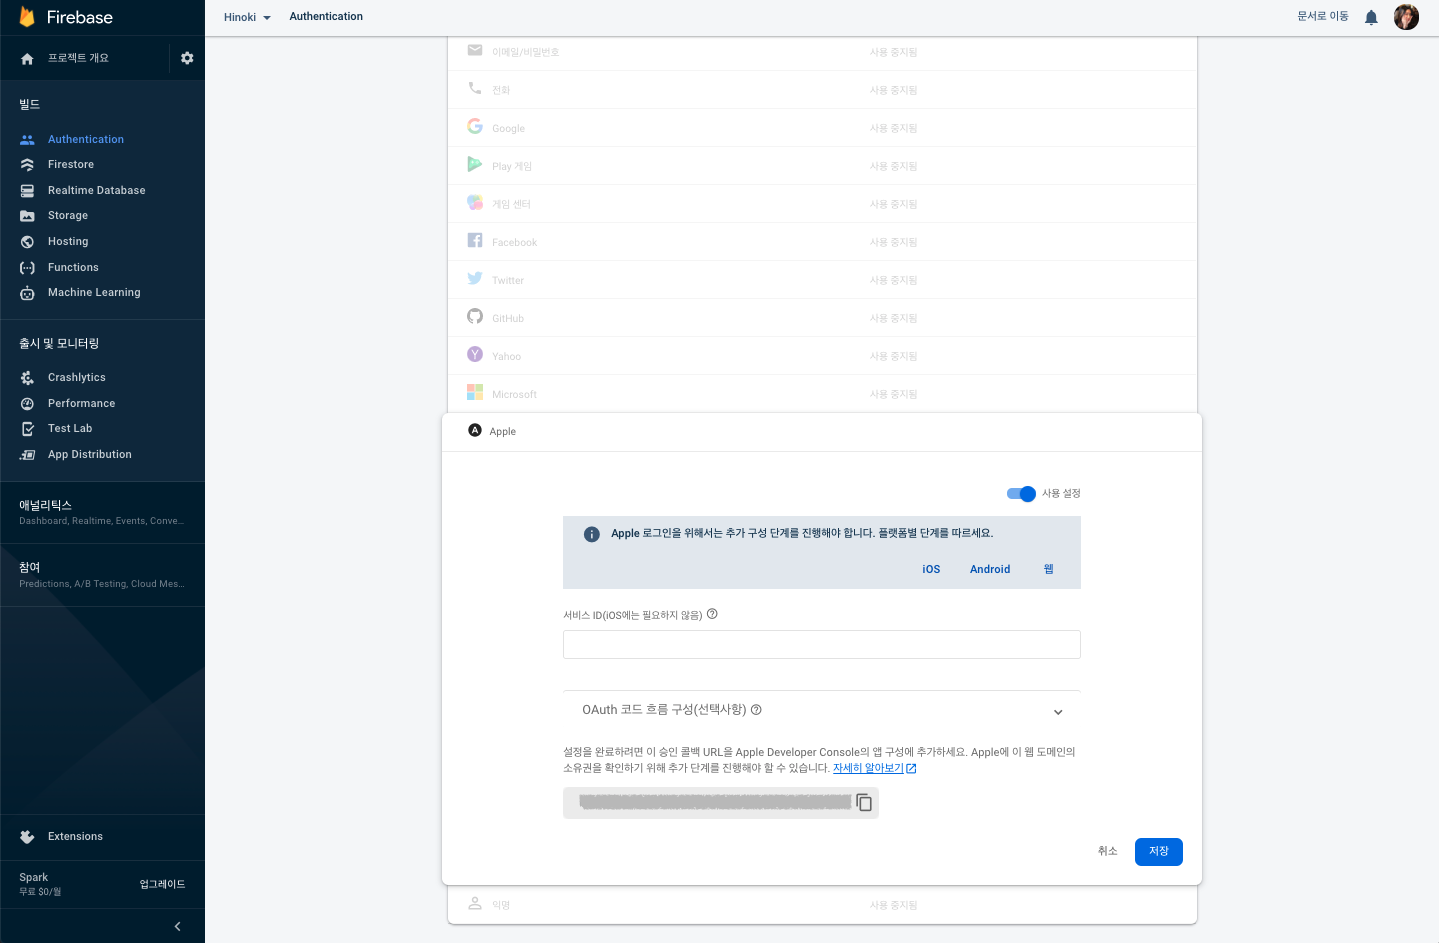 Firebase
Hinoki
Authentication
문서로 이동
프로젝트 개요
빌드
Authentication
Firestore
Realtime Database
Storage
Hosting
Functions
Machine Learning
출시 및 모니터링
Crashlytics
Performance
Test Lab
App Distribution
애널리틱스
Dashboard, Realtime, Events, Conve...
참여
Predictions, A/B Testing, Cloud Mes...
Extensions
Spark
무료 $0/월
업그레이드
이메일/비밀번호 사용 중지됨
전화 사용 중지됨
Google 사용 중지됨
Play 게임 사용 중지됨
게임 센터 사용 중지됨
Facebook 사용 중지됨
Twitter 사용 중지됨
GitHub 사용 중지됨
Yahoo 사용 중지됨
Microsoft 사용 중지됨
Apple
사용 설정
Apple 로그인을 위해서는 추가 구성 단계를 진행해야 합니다. 플랫폼별 단계를 따르세요.
iOS Android 웹
서비스 ID(iOS에는 필요하지 않음)
OAuth 코드 흐름 구성(선택사항)
설정을 완료하려면 이 승인 콜백 URL을 Apple Developer Console의 앱 구성에 추가하세요. Apple에 이 웹 도메인의
소유권을 확인하기 위해 추가 단계를 진행해야 할 수 있습니다. 자세히 알아보기
취소 저장
익명 사용 중지됨